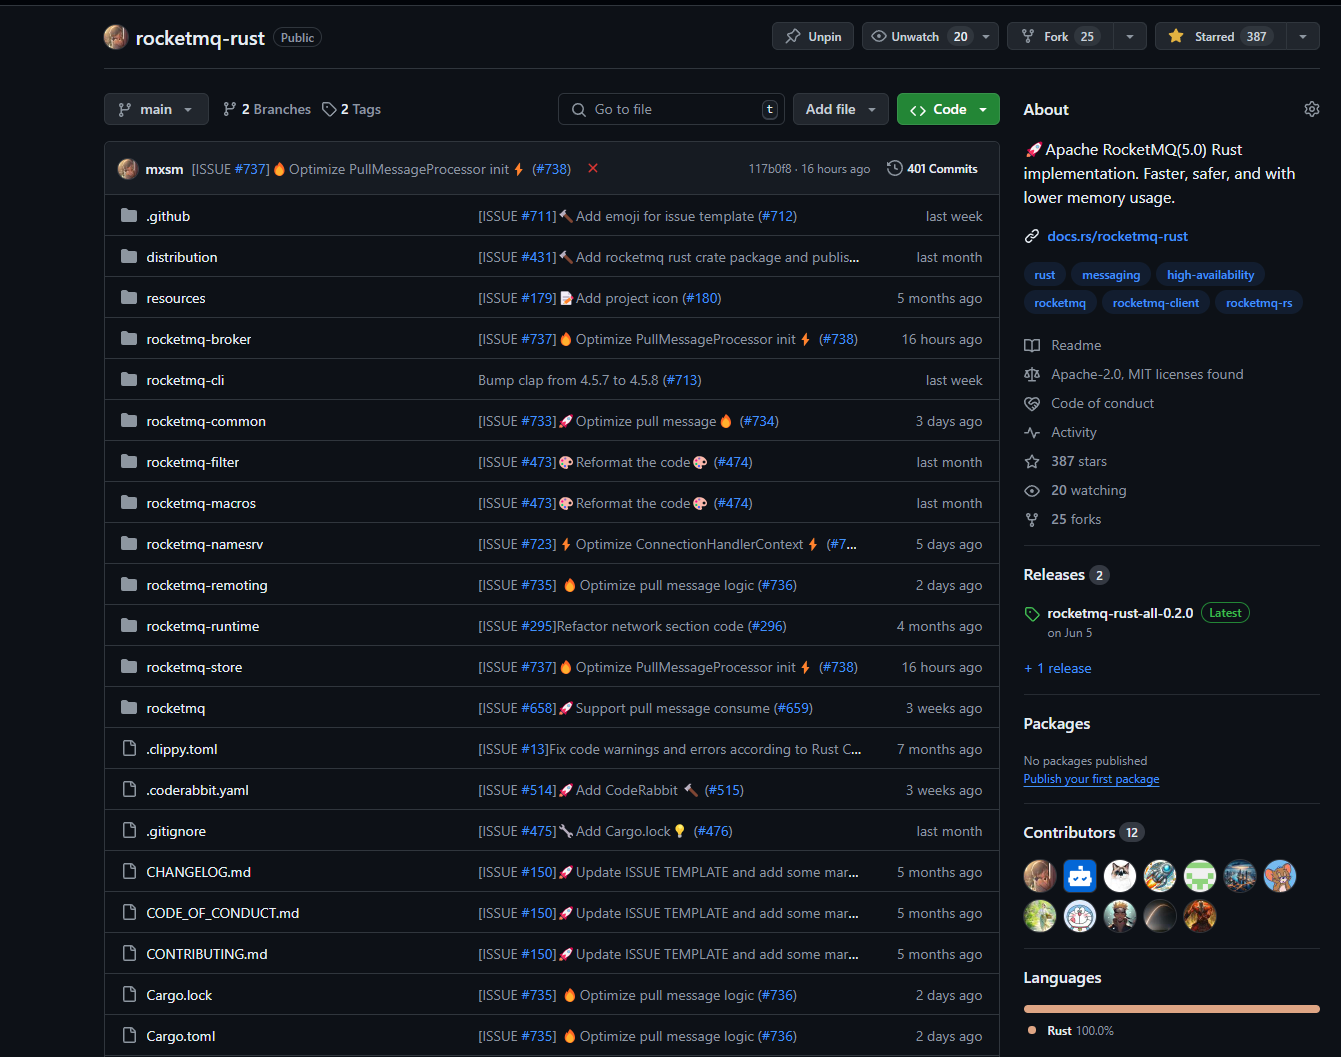 rocketmq-rust Public
Unpin
Unwatch 20
Fork 25
Starred 387
main
2 Branches
2 Tags
Go to file t
Add file
Code
mxsm [ISSUE #737]🔥 Optimize PullMessageProcessor init⚡ (#738)
117b0f8 · 16 hours ago
401 Commits
.github [ISSUE #711]🔨Add emoji for issue template (#712) last week
distribution [ISSUE #431]🔨Add rocketmq rust crate package and publis... last month
resources [ISSUE #179]📝Add project icon (#180) 5 months ago
rocketmq-broker [ISSUE #737]🔥 Optimize PullMessageProcessor init⚡ (#738) 16 hours ago
rocketmq-cli Bump clap from 4.5.7 to 4.5.8 (#713) last week
rocketmq-common [ISSUE #733]🚀Optimize pull message🔥 (#734) 3 days ago
rocketmq-filter [ISSUE #473]🎨Reformat the code🎨 (#474) last month
rocketmq-macros [ISSUE #473]🎨Reformat the code🎨 (#474) last month
rocketmq-namesrv [ISSUE #723]⚡Optimize ConnectionHandlerContext⚡ (#7... 5 days ago
rocketmq-remoting [ISSUE #735] 🔥Optimize pull message logic (#736) 2 days ago
rocketmq-runtime [ISSUE #295]Refactor network section code (#296) 4 months ago
rocketmq-store [ISSUE #737]🔥 Optimize PullMessageProcessor init⚡ (#738) 16 hours ago
rocketmq [ISSUE #658]🚀Support pull message consume (#659) 3 weeks ago
.clippy.toml [ISSUE #13]Fix code warnings and errors according to Rust C... 7 months ago
.coderabbit.yaml [ISSUE #514]🚀Add CodeRabbit 🔨 (#515) 3 weeks ago
.gitignore [ISSUE #475]🔧Add Cargo.lock💡 (#476) last month
CHANGELOG.md [ISSUE #150]🚀Update ISSUE TEMPLATE and add some mar... 5 months ago
CODE_OF_CONDUCT.md [ISSUE #150]🚀Update ISSUE TEMPLATE and add some mar... 5 months ago
CONTRIBUTING.md [ISSUE #150]🚀Update ISSUE TEMPLATE and add some mar... 5 months ago
Cargo.lock [ISSUE #735] 🔥Optimize pull message logic (#736) 2 days ago
Cargo.toml [ISSUE #735] 🔥Optimize pull message logic (#736) 2 days ago
About
🚀Apache RocketMQ(5.0) Rust
implementation. Faster, safer, and with
lower memory usage.
docs.rs/rocketmq-rust
rust messaging high-availability
rocketmq rocketmq-client rocketmq-rs
Readme
Apache-2.0, MIT licenses found
Code of conduct
Activity
387 stars
20 watching
25 forks
Releases 2
rocketmq-rust-all-0.2.0 Latest
on Jun 5
+ 1 release
Packages
No packages published
Publish your first package
Contributors 12
Languages
Rust 100.0%